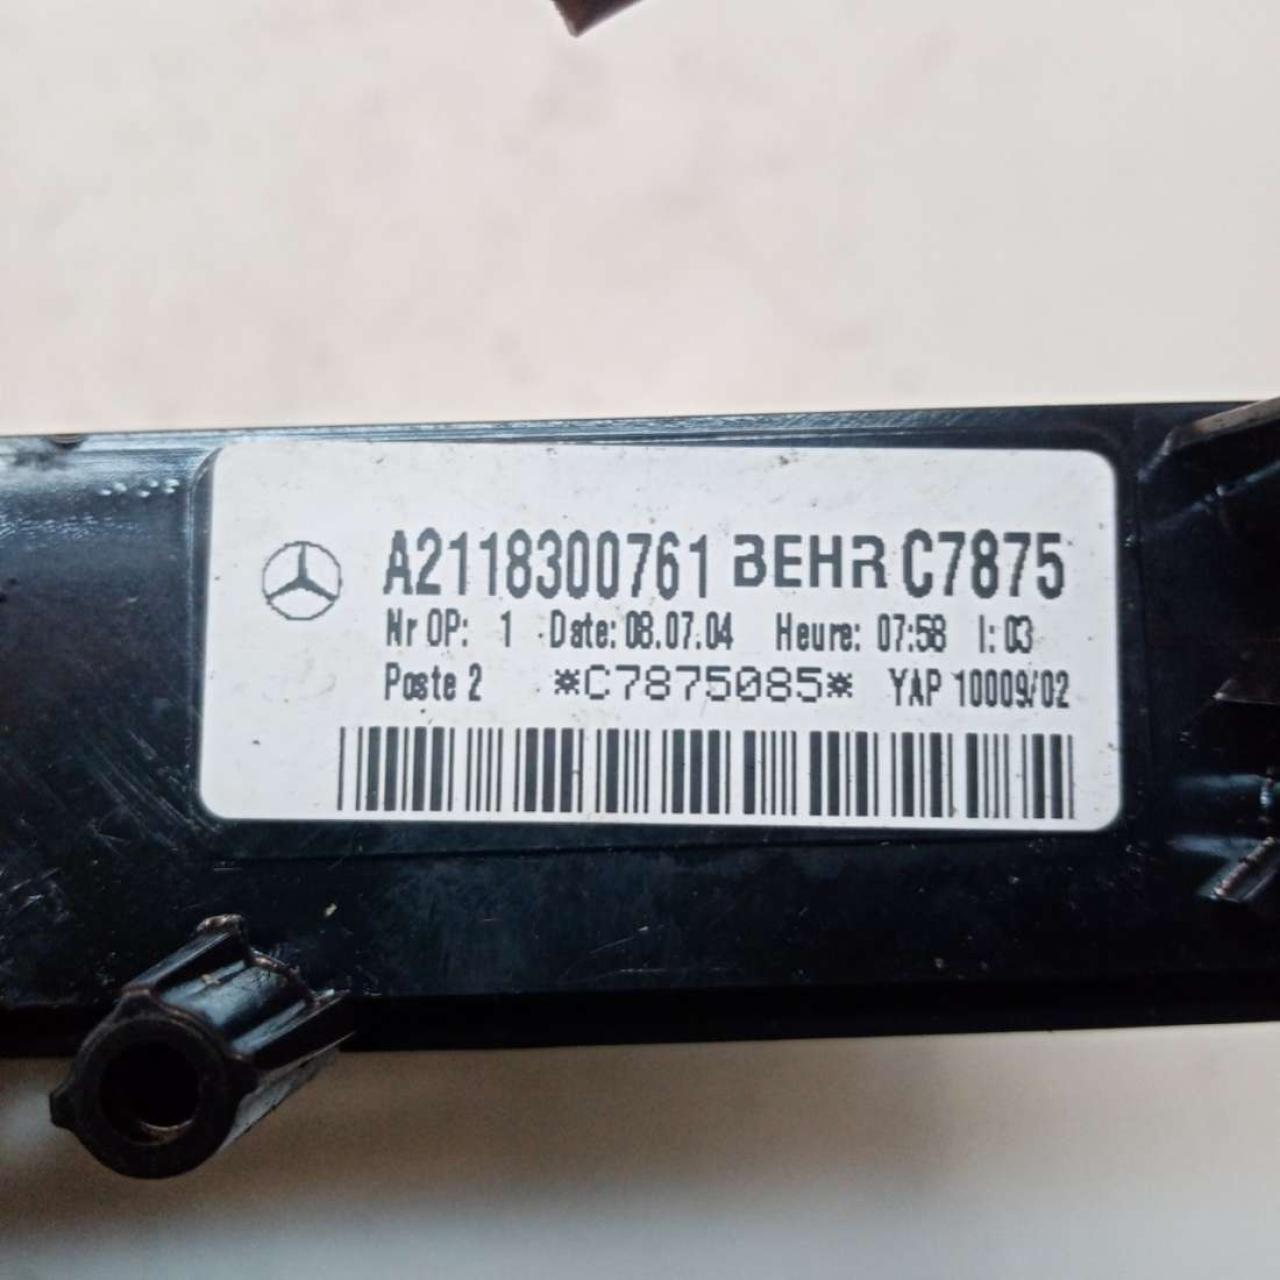 A2118300761 BEHR C7875
Nr OP: 1 Date: 08.07.04 Heure: 07:58 I: 03
Poste 2 *C7875085* YAP 10009/02